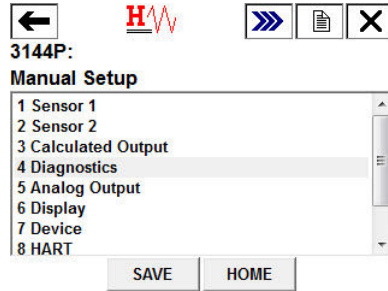 H
3144P:
Manual Setup
1 Sensor 1
2 Sensor 2
3 Calculated Output
4 Diagnostics
5 Analog Output
6 Display
7 Device
8 HART
SAVE HOME